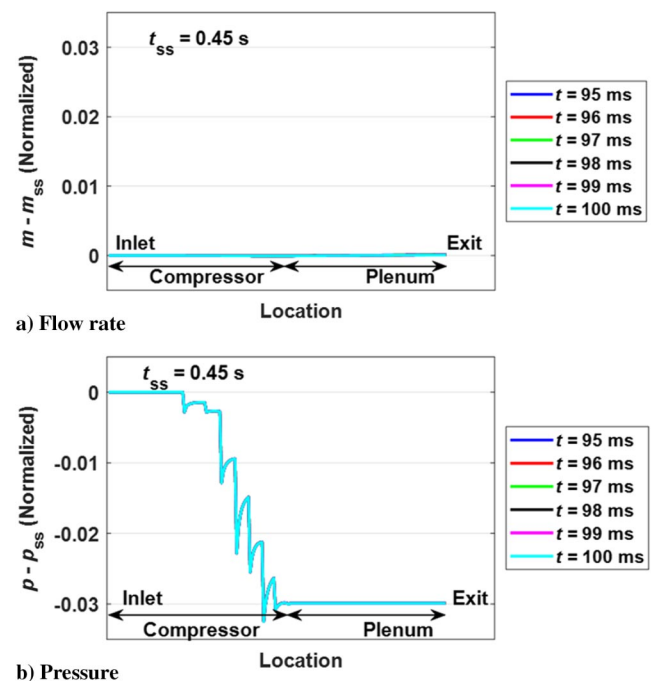 0.03
0.02
0.01
0
m - m_ss (Normalized)
t_ss = 0.45 s
Inlet
Exit
Compressor
Plenum
Location
t = 95 ms
t = 96 ms
t = 97 ms
t = 98 ms
t = 99 ms
t = 100 ms
a) Flow rate
0
-0.01
-0.02
-0.03
p - p_ss (Normalized)
t_ss = 0.45 s
Inlet
Exit
Compressor
Plenum
Location
t = 95 ms
t = 96 ms
t = 97 ms
t = 98 ms
t = 99 ms
t = 100 ms
b) Pressure